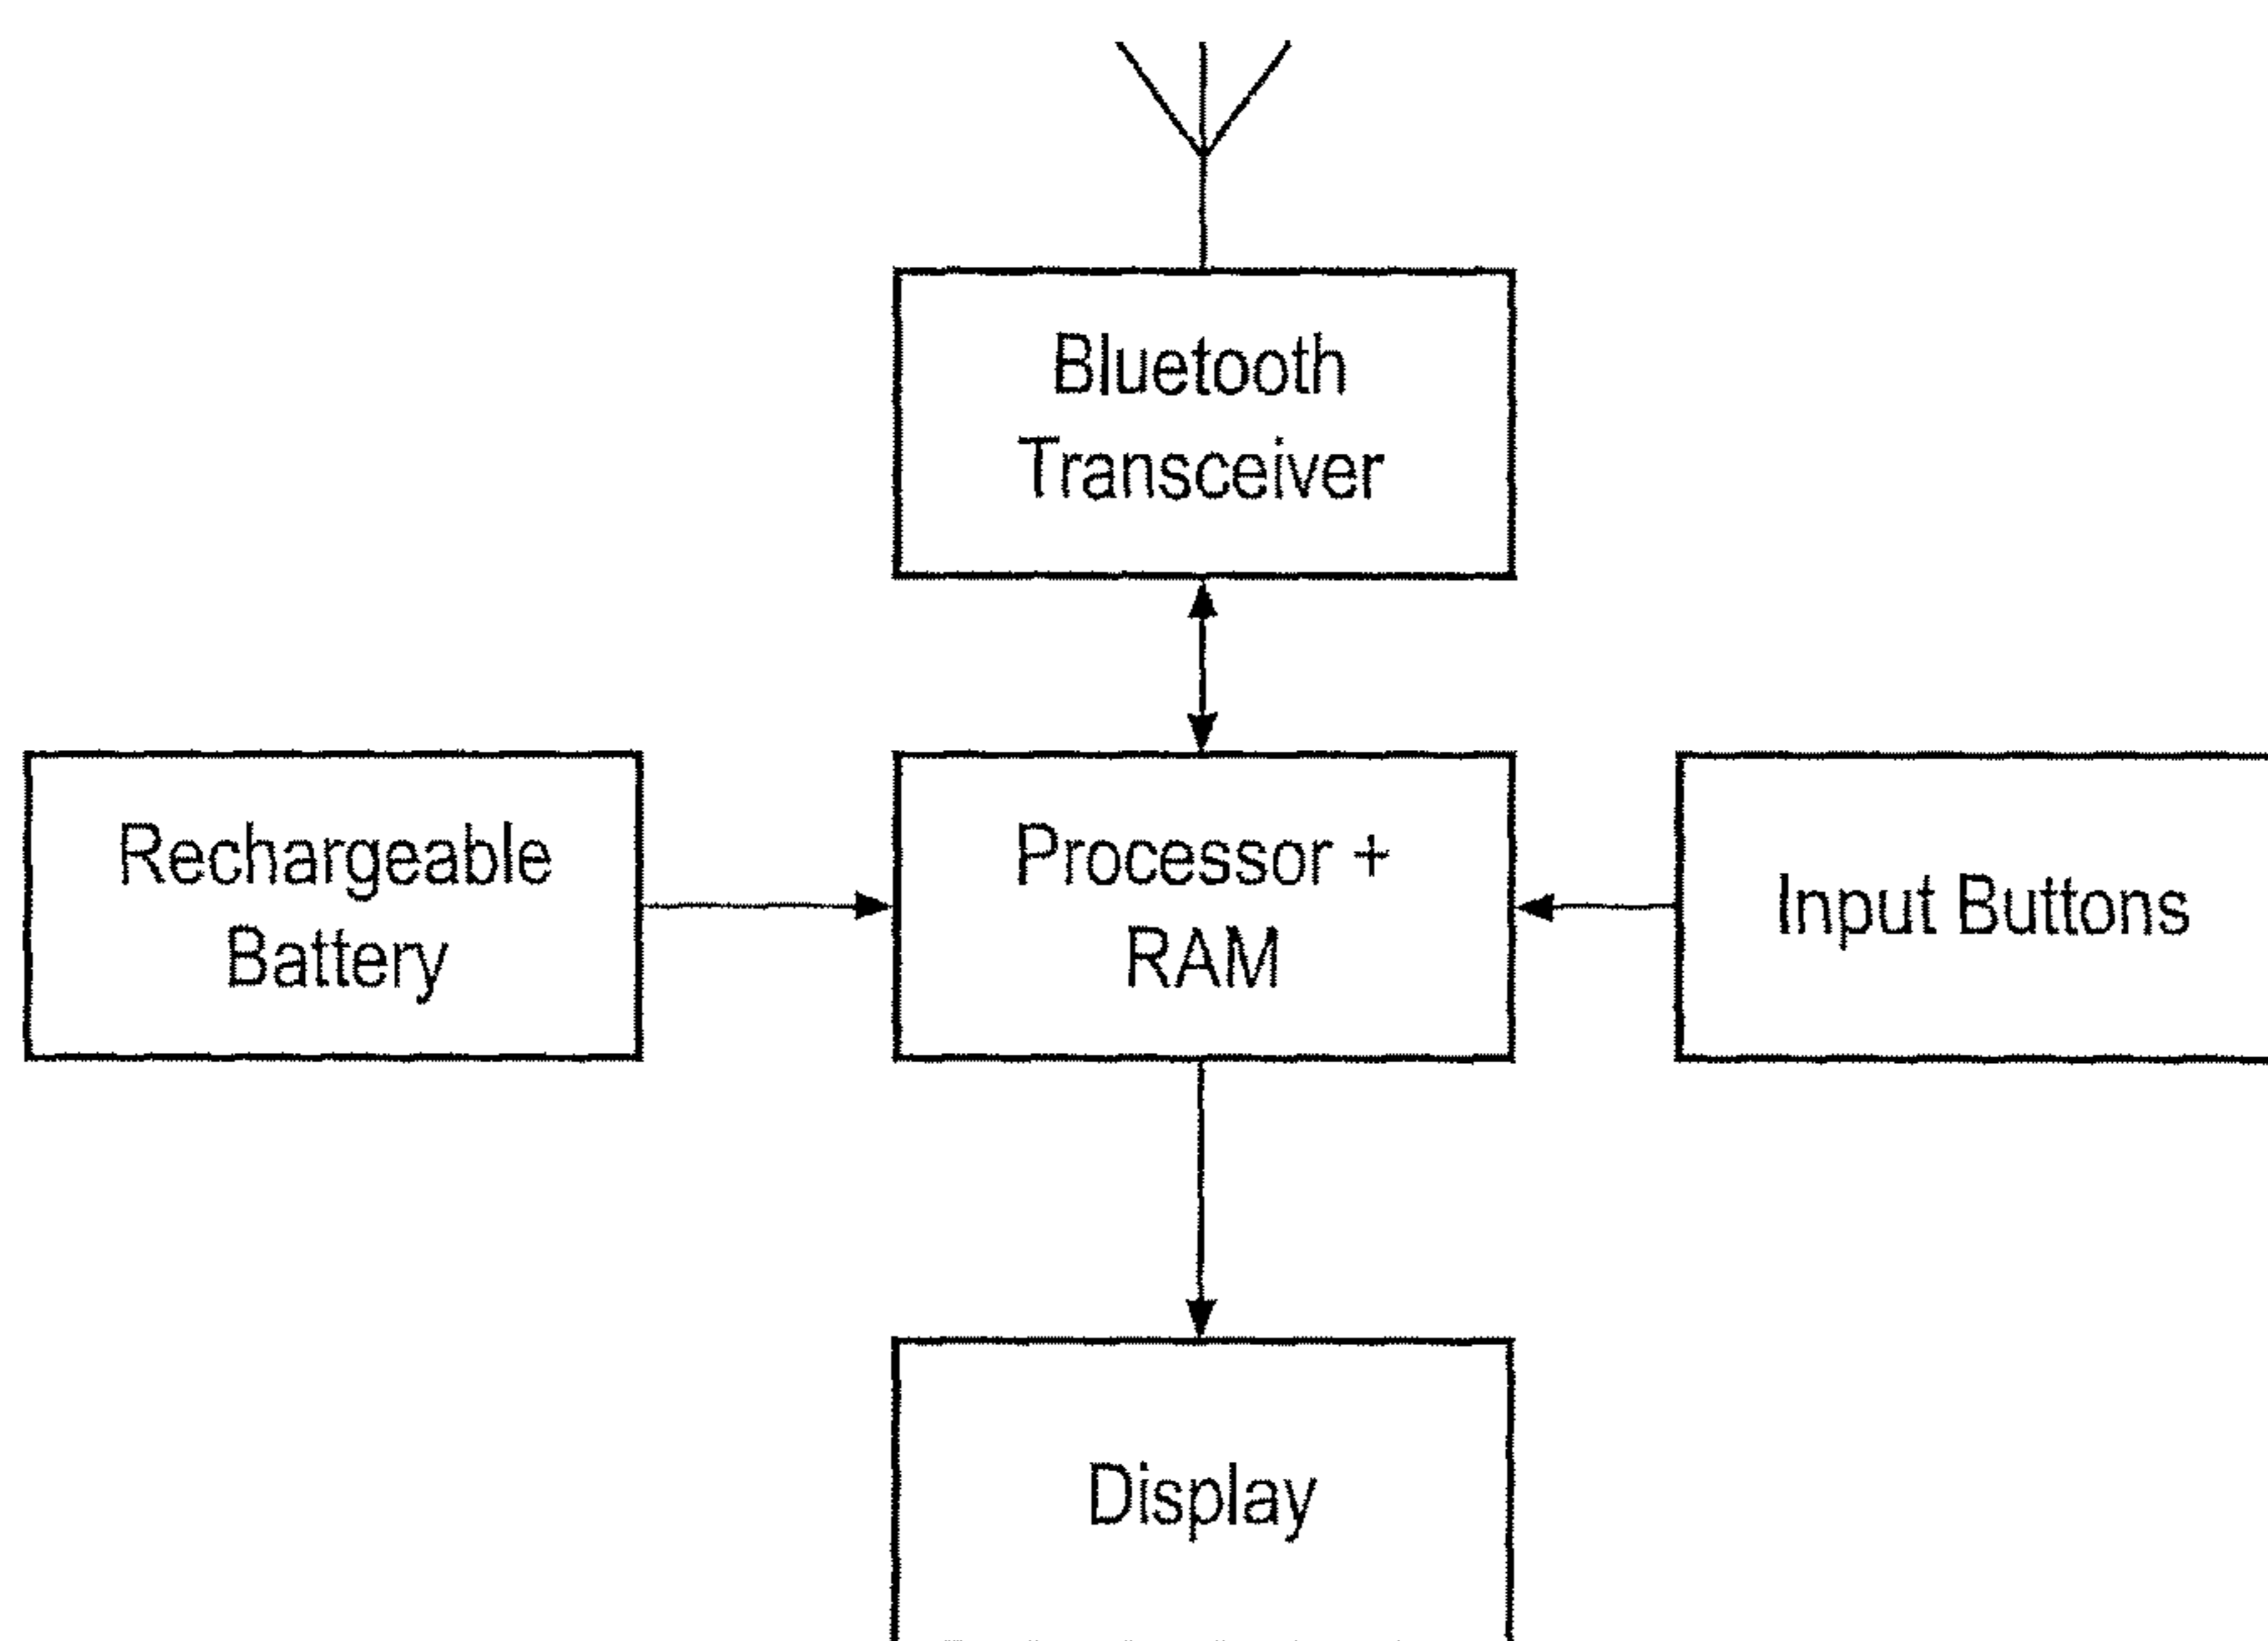 Bluetooth
Transceiver
Rechargeable
Battery
Processor +
RAM
Input Buttons
Display